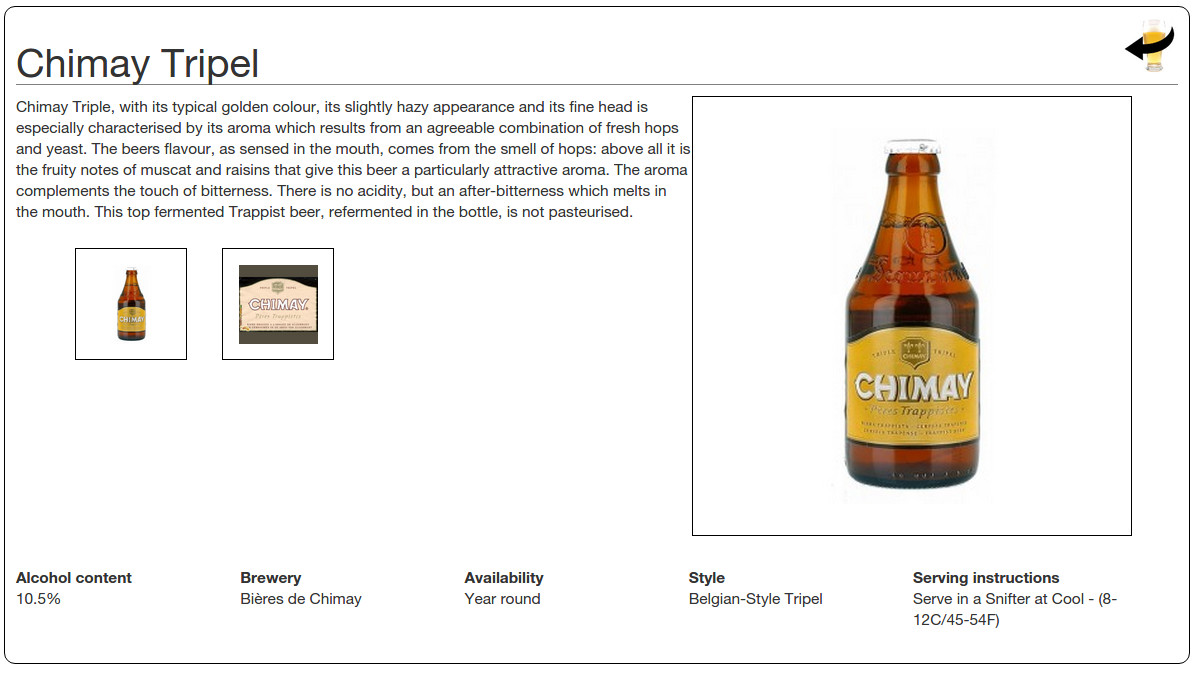 Chimay Tripel
Chimay Triple, with its typical golden colour, its slightly hazy appearance and its fine head is
especially characterised by its aroma which results from an agreeable combination of fresh hops
and yeast. The beers flavour, as sensed in the mouth, comes from the smell of hops: above all it is
the fruity notes of muscat and raisins that give this beer a particularly attractive aroma. The aroma
complements the touch of bitterness. There is no acidity, but an after-bitterness which melts in
the mouth. This top fermented Trappist beer, refermented in the bottle, is not pasteurised.
CHIMAY
CHIMAY
Pères Trappistes
TRIPLE TRIPEL
CHIMAY
CHIMAY
Pères Trappistes
Alcohol content
10.5%
Brewery
Bières de Chimay
Availability
Year round
Style
Belgian-Style Tripel
Serving instructions
Serve in a Snifter at Cool - (8-
12C/45-54F)